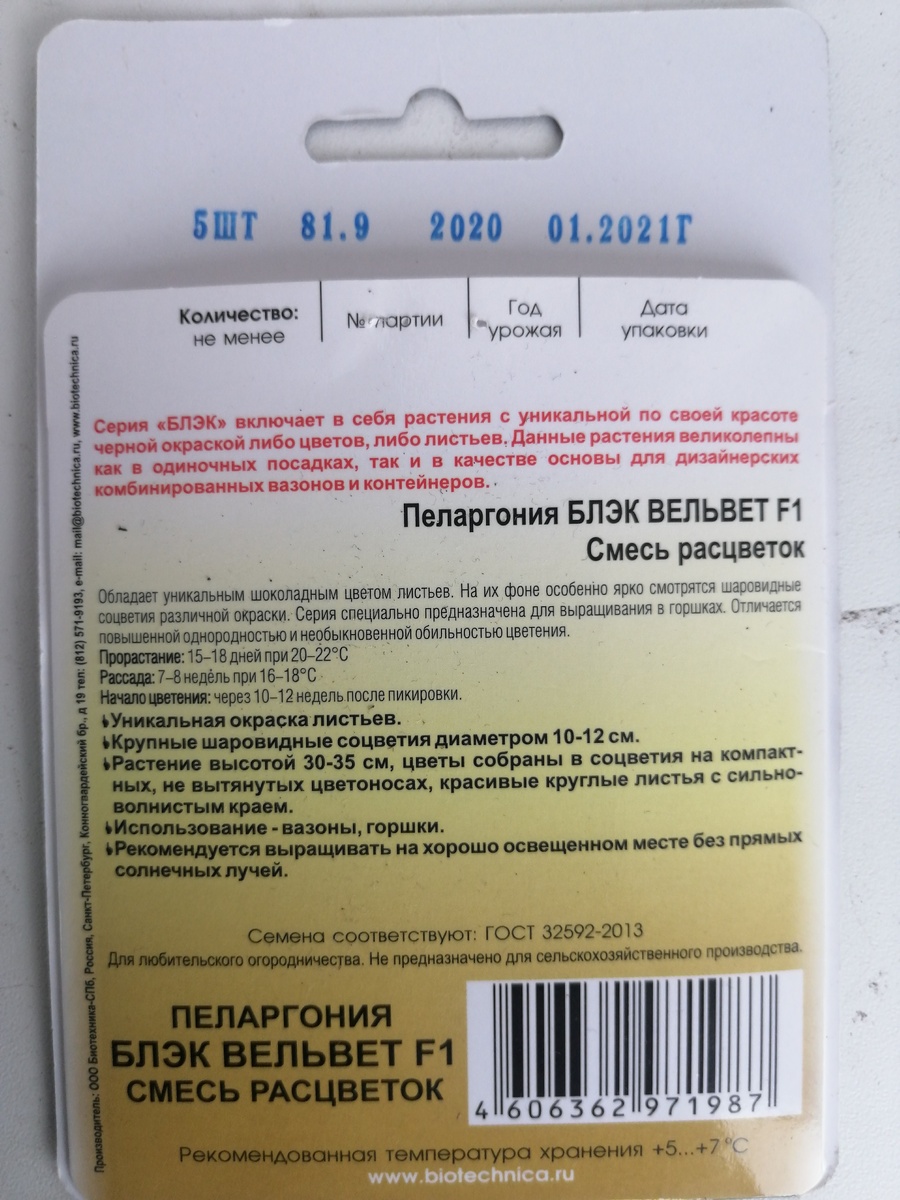 5ШТ 81.9 2020 01.2021Г
Количество: не менее
№ партии
Год урожая
Дата упаковки
Серия «БЛЭК» включает в себя растения с уникальной по своей красоте
черной окраской либо цветов, либо листьев. Данные растения великолепны
как в одиночных посадках, так и в качестве основы для дизайнерских
комбинированных вазонов и контейнеров.
Пеларгония БЛЭК ВЕЛЬВЕТ F1
Смесь расцветок
Обладает уникальным шоколадным цветом листьев. На их фоне особенно ярко смотрятся шаровидные
соцветия различной окраски. Серия специально предназначена для выращивания в горшках. Отличается
повышенной однородностью и необыкновенной обильностью цветения.
Прорастание: 15–18 дней при 20–22°С
Рассада: 7–8 недель при 16–18°С
Начало цветения: через 10–12 недель после пикировки.
Уникальная окраска листьев.
Крупные шаровидные соцветия диаметром 10-12 см.
Растение высотой 30-35 см, цветы собраны в соцветия на компакт-
ных, не вытянутых цветоносах, красивые круглые листья с сильно-
волнистым краем.
Использование - вазоны, горшки.
Рекомендуется выращивать на хорошо освещенном месте без прямых
солнечных лучей.
Семена соответствуют: ГОСТ 32592-2013
Для любительского огородничества. Не предназначено для сельскохозяйственного производства.
ПЕЛАРГОНИЯ
БЛЭК ВЕЛЬВЕТ F1
СМЕСЬ РАСЦВЕТОК
4 606362 971987
Рекомендованная температура хранения +5...+7°С
www.biotechnica.ru
Производитель: ООО Биотехника-СПб, Россия, Санкт-Петербург, Конногвардейский бр., д 19 тел: (812) 571-9193, e-mail: mail@biotechnica.ru, www.biotechnica.ru